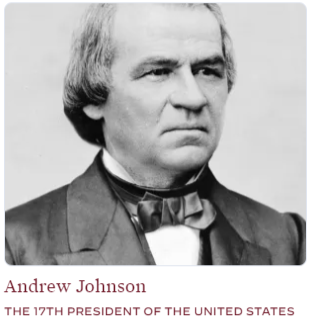 Andrew Johnson
THE 17TH PRESIDENT OF THE UNITED STATES